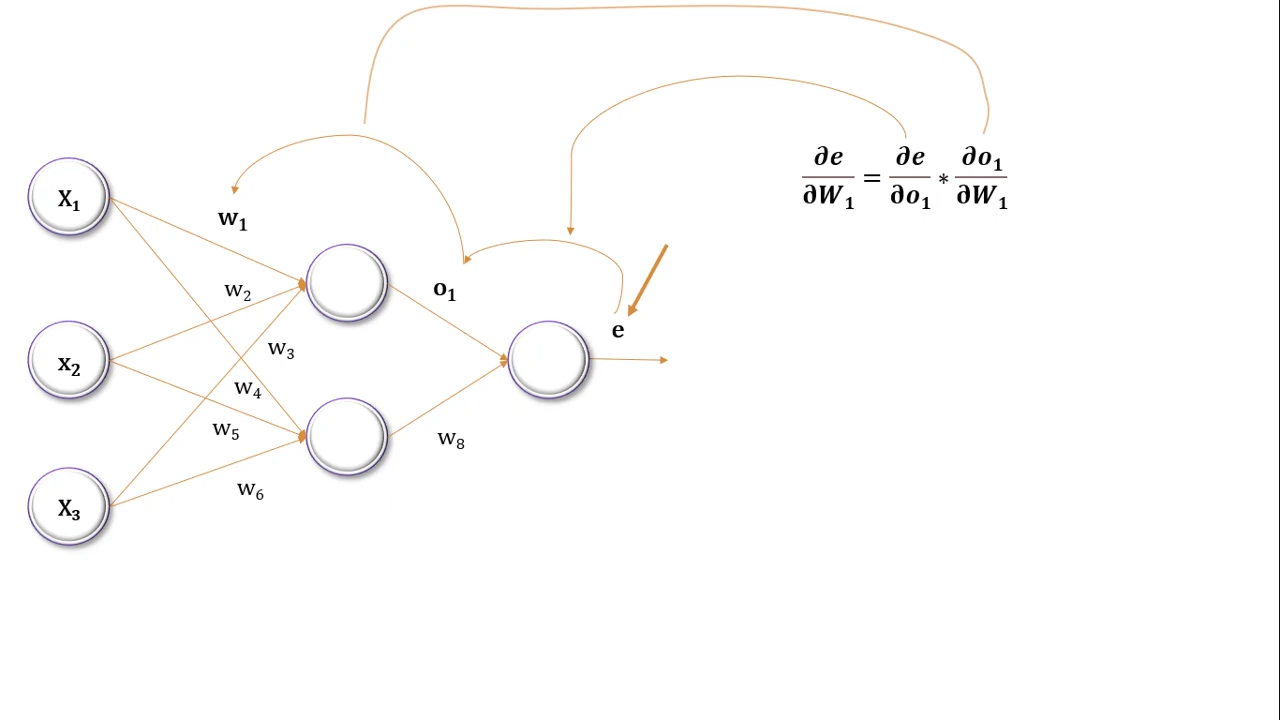 ∂e/∂W₁ = ∂e/∂o₁ * ∂o₁/∂W₁
X₁
w₁
w₂
o₁
e
w₃
x₂
w₄
w₅
w₈
w₆
X₃